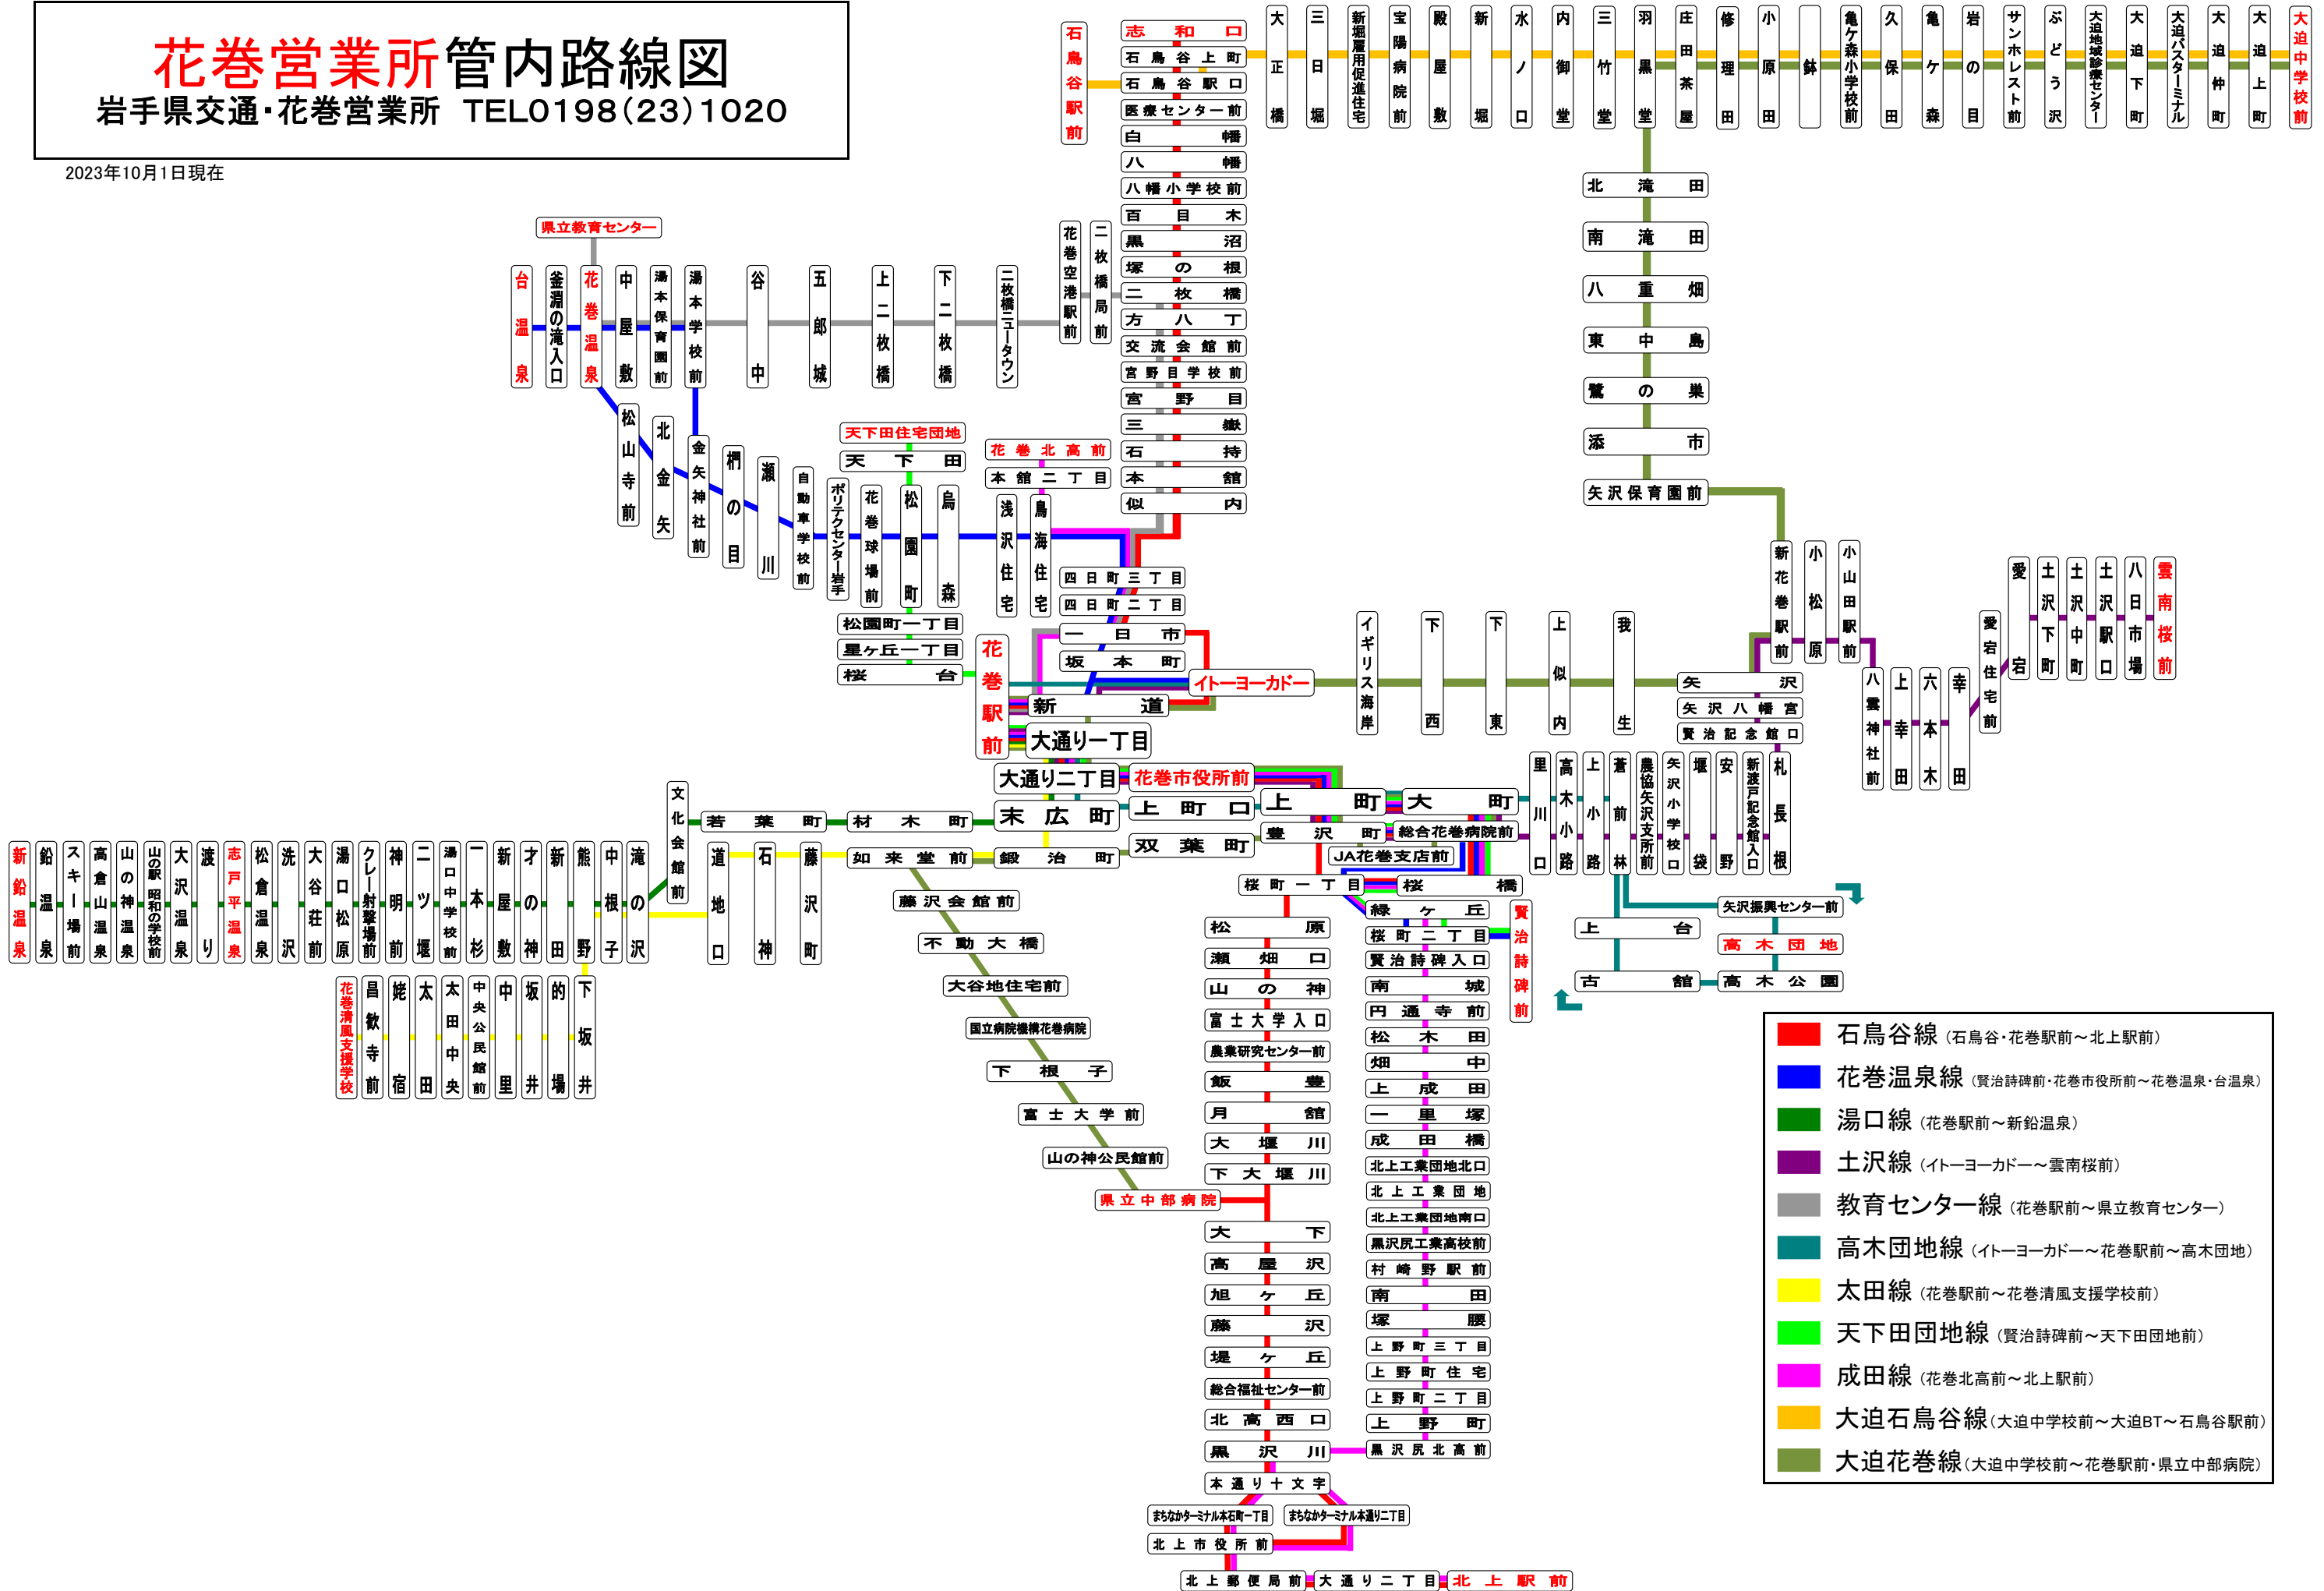 花巻営業所管内路線図
岩手県交通・花巻営業所 TEL0198(23)1020
2023年10月1日現在
石鳥谷駅前
志和口
石鳥谷上町
石鳥谷駅口
医療センター前
白幡
八幡
八幡小学校前
百目木
黒沼
塚の根
二枚橋
方八丁
交流会館前
宮野目学校前
宮野目
三嶽
石持
本館
似内
大正橋
三日堀
新堀雇用促進住宅
宝陽病院前
殿屋敷
新堀
水ノ口
内御堂
三竹堂
羽黒堂
庄田茶屋
修理田
小原田
鉢
亀ケ森小学校前
久保田
亀ケ森
岩の目
サンホレスト前
ぶどう沢
大迫地域診療センター
大迫下町
大迫バスターミナル
大迫仲町
大迫上町
大迫中学校前
北滝田
南滝田
八重畑
東中島
鷺の巣
添市
矢沢保育園前
県立教育センター
台温泉
釜淵の滝入口
花巻温泉
中屋敷
湯本保育園前
湯本学校前
谷中
五郎城
上二枚橋
下二枚橋
二枚橋ニュータウン
花巻空港駅前
二枚橋局前
松山寺前
北金矢
金矢神社前
椚の目
瀬川
自動車学校前
ポリテクセンター岩手
花巻球場前
松園町
烏森
浅沢住宅
鳥海住宅
天下田住宅団地
天下田
花巻北高前
本館二丁目
松園町一丁目
星ヶ丘一丁目
桜台
四日町三丁目
四日町二丁目
一日市
坂本町
花巻駅前
新道
イトーヨーカドー
大通り一丁目
大通り二丁目
花巻市役所前
末広町
上町口
上町
大町
双葉町
豊沢町
総合花巻病院前
JA花巻支店前
鍛冶町
如来堂前
桜町一丁目
桜橋
イギリス海岸
下西
下東
上似内
我生
矢沢
矢沢八幡宮
賢治記念館口
新花巻駅前
小松原
小山田駅前
八雲神社前
上幸田
六本木
幸田
愛宕住宅前
愛宕
土沢下町
土沢中町
土沢駅口
八日市場
雲南桜前
里川口
高木小路
上小路
蒼前林
農協矢沢支所前
矢沢小学校口
堰袋
安野
新渡戸記念館入口
札長根
上台
古館
矢沢振興センター前
高木団地
高木公園
文化会館前
若葉町
材木町
道地口
石神
藤沢町
新鉛温泉
鉛温泉
スキー場前
高倉山温泉
山の神温泉
山の駅 昭和の学校前
大沢温泉
渡り
志戸平温泉
松倉温泉
洗沢
大谷荘前
湯口松原
クレー射撃場前
神明前
二ツ堰
湯口中学校前
一本杉
新屋敷
才の神
新田
熊野
中根子
滝の沢
花巻清風支援学校
昌歓寺前
姥宿
太田
太田中央
中央公民館前
中里
坂井
的場
下坂井
藤沢会館前
不動大橋
大谷地住宅前
国立病院機構花巻病院
下根子
富士大学前
山の神公民館前
県立中部病院
松原
瀬畑口
山の神
富士大学入口
農業研究センター前
飯豊
月館
大堰川
下大堰川
大下
高屋沢
旭ヶ丘
藤沢
堤ヶ丘
総合福祉センター前
北高西口
黒沢川
本通り十文字
まちなかターミナル本石町一丁目
まちなかターミナル本通り二丁目
北上市役所前
北上郵便局前
大通り二丁目
北上駅前
緑ヶ丘
桜町二丁目
賢治詩碑前
賢治詩碑入口
南城
円通寺前
松木田
畑中
上成田
一里塚
成田橋
北上工業団地北口
北上工業団地
北上工業団地南口
黒沢尻工業高校前
村崎野駅前
南田
塚腰
上野町三丁目
上野町住宅
上野町二丁目
上野町
黒沢尻北高前
石鳥谷線(石鳥谷・花巻駅前～北上駅前)
花巻温泉線(賢治詩碑前・花巻市役所前～花巻温泉・台温泉)
湯口線(花巻駅前～新鉛温泉)
土沢線(イトーヨーカドー～雲南桜前)
教育センター線(花巻駅前～県立教育センター)
高木団地線(イトーヨーカドー～花巻駅前～高木団地)
太田線(花巻駅前～花巻清風支援学校前)
天下田団地線(賢治詩碑前～天下田団地前)
成田線(花巻北高前～北上駅前)
大迫石鳥谷線(大迫中学校前～大迫BT～石鳥谷駅前)
大迫花巻線(大迫中学校前～花巻駅前・県立中部病院)